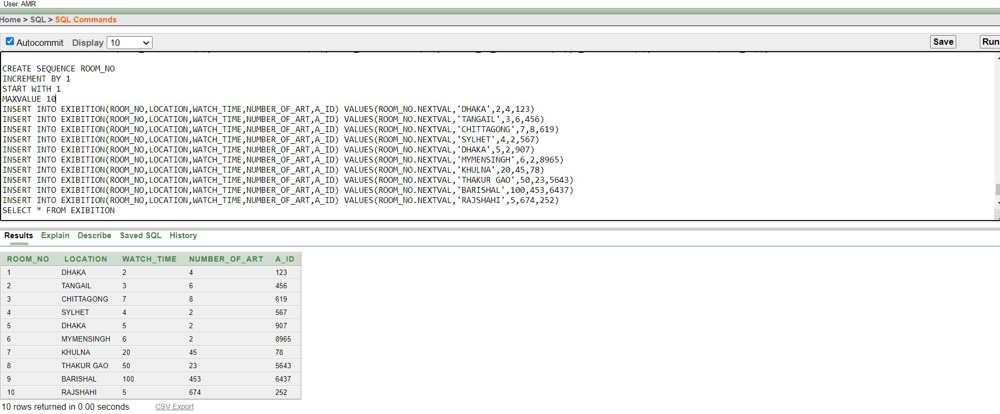 User: AMR
Home > SQL > SQL Commands
Autocommit Display 10 Save Run
CREATE SEQUENCE ROOM_NO
INCREMENT BY 1
START WITH 1
MAXVALUE 10
INSERT INTO EXIBITION(ROOM_NO,LOCATION,WATCH_TIME,NUMBER_OF_ART,A_ID) VALUES(ROOM_NO.NEXTVAL,'DHAKA',2,4,123)
INSERT INTO EXIBITION(ROOM_NO,LOCATION,WATCH_TIME,NUMBER_OF_ART,A_ID) VALUES(ROOM_NO.NEXTVAL,'TANGAIL',3,6,456)
INSERT INTO EXIBITION(ROOM_NO,LOCATION,WATCH_TIME,NUMBER_OF_ART,A_ID) VALUES(ROOM_NO.NEXTVAL,'CHITTAGONG',7,8,619)
INSERT INTO EXIBITION(ROOM_NO,LOCATION,WATCH_TIME,NUMBER_OF_ART,A_ID) VALUES(ROOM_NO.NEXTVAL,'SYLHET',4,2,567)
INSERT INTO EXIBITION(ROOM_NO,LOCATION,WATCH_TIME,NUMBER_OF_ART,A_ID) VALUES(ROOM_NO.NEXTVAL,'DHAKA',5,2,907)
INSERT INTO EXIBITION(ROOM_NO,LOCATION,WATCH_TIME,NUMBER_OF_ART,A_ID) VALUES(ROOM_NO.NEXTVAL,'MYMENSINGH',6,2,8965)
INSERT INTO EXIBITION(ROOM_NO,LOCATION,WATCH_TIME,NUMBER_OF_ART,A_ID) VALUES(ROOM_NO.NEXTVAL,'KHULNA',20,45,78)
INSERT INTO EXIBITION(ROOM_NO,LOCATION,WATCH_TIME,NUMBER_OF_ART,A_ID) VALUES(ROOM_NO.NEXTVAL,'THAKUR GAO',50,23,5643)
INSERT INTO EXIBITION(ROOM_NO,LOCATION,WATCH_TIME,NUMBER_OF_ART,A_ID) VALUES(ROOM_NO.NEXTVAL,'BARISHAL',100,453,6437)
INSERT INTO EXIBITION(ROOM_NO,LOCATION,WATCH_TIME,NUMBER_OF_ART,A_ID) VALUES(ROOM_NO.NEXTVAL,'RAJSHAHI',5,674,252)
SELECT * FROM EXIBITION
Results Explain Describe Saved SQL History
ROOM_NO LOCATION WATCH_TIME NUMBER_OF_ART A_ID
1 DHAKA 2 4 123
2 TANGAIL 3 6 456
3 CHITTAGONG 7 8 619
4 SYLHET 4 2 567
5 DHAKA 5 2 907
6 MYMENSINGH 6 2 8965
7 KHULNA 20 45 78
8 THAKUR GAO 50 23 5643
9 BARISHAL 100 453 6437
10 RAJSHAHI 5 674 252
10 rows returned in 0.00 seconds CSV Export